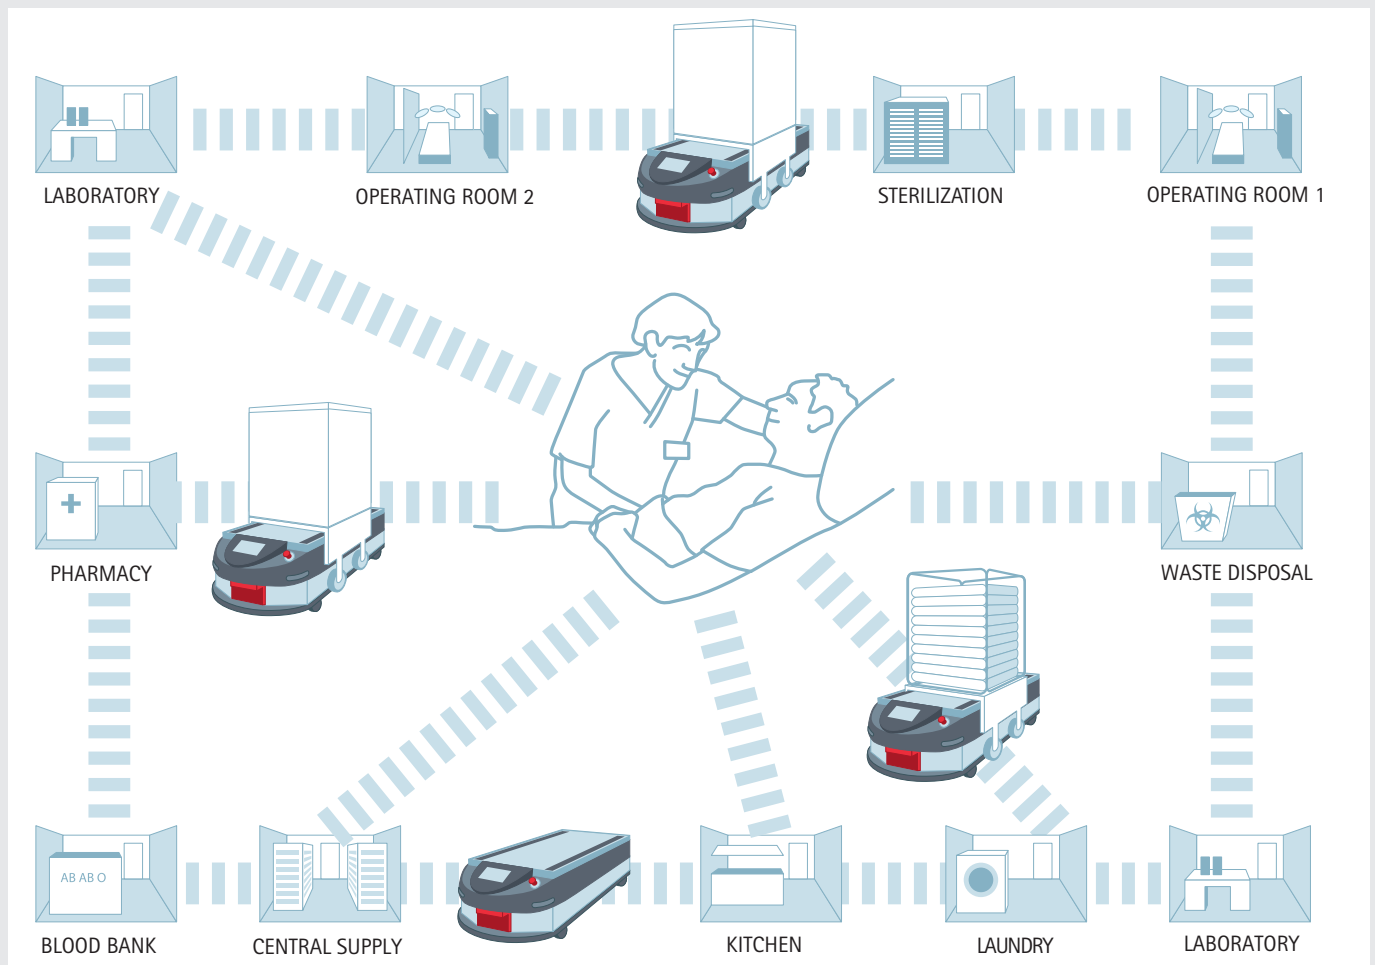 LABORATORY
OPERATING ROOM 2
STERILIZATION
OPERATING ROOM 1
PHARMACY
WASTE DISPOSAL
AB AB O
BLOOD BANK
CENTRAL SUPPLY
KITCHEN
LAUNDRY
LABORATORY